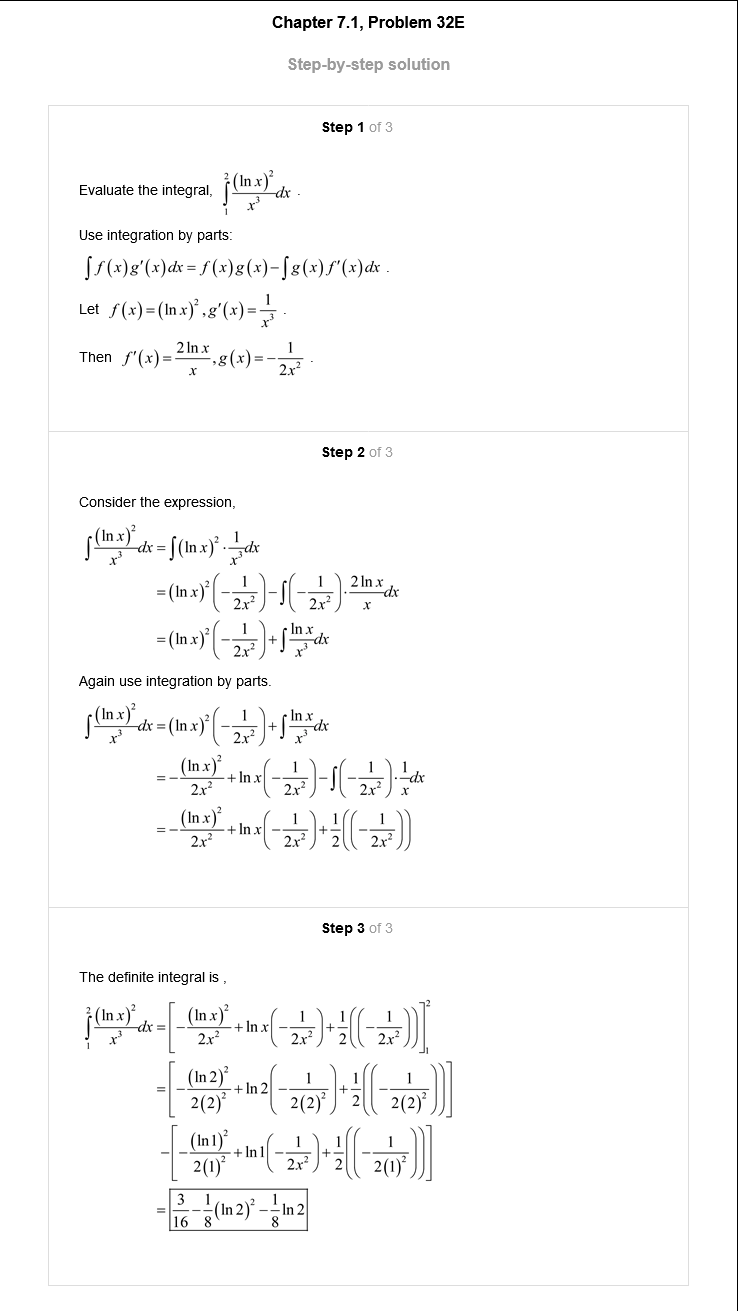 Chapter 7.1, Problem 32E
Step-by-step solution
Step 1 of 3
Evaluate the integral, $\int_{1}^{2} \frac{(\ln x)^2}{x^3} dx$ .
Use integration by parts:
$\int f(x) g'(x) dx = f(x) g(x) - \int g(x) f'(x) dx$ .
Let $f(x) = (\ln x)^2, g'(x) = \frac{1}{x^3}$ .
Then $f'(x) = \frac{2 \ln x}{x}, g(x) = -\frac{1}{2x^2}$ .
Step 2 of 3
Consider the expression,
$\int \frac{(\ln x)^2}{x^3} dx = \int (\ln x)^2 \cdot \frac{1}{x^3} dx$
$= (\ln x)^2 \left(-\frac{1}{2x^2}\right) - \int \left(-\frac{1}{2x^2}\right) \cdot \frac{2 \ln x}{x} dx$
$= (\ln x)^2 \left(-\frac{1}{2x^2}\right) + \int \frac{\ln x}{x^3} dx$
Again use integration by parts.
$\int \frac{(\ln x)^2}{x^3} dx = (\ln x)^2 \left(-\frac{1}{2x^2}\right) + \int \frac{\ln x}{x^3} dx$
$= -\frac{(\ln x)^2}{2x^2} + \ln x \left(-\frac{1}{2x^2}\right) - \int \left(-\frac{1}{2x^2}\right) \cdot \frac{1}{x} dx$
$= -\frac{(\ln x)^2}{2x^2} + \ln x \left(-\frac{1}{2x^2}\right) + \frac{1}{2} \left(\left(-\frac{1}{2x^2}\right)\right)$
Step 3 of 3
The definite integral is ,
$\int_{1}^{2} \frac{(\ln x)^2}{x^3} dx = \left[-\frac{(\ln x)^2}{2x^2} + \ln x \left(-\frac{1}{2x^2}\right) + \frac{1}{2} \left(\left(-\frac{1}{2x^2}\right)\right)\right]_{1}^{2}$
$= \left[-\frac{(\ln 2)^2}{2(2)^2} + \ln 2 \left(-\frac{1}{2(2)^2}\right) + \frac{1}{2} \left(\left(-\frac{1}{2(2)^2}\right)\right)\right]$
$- \left[-\frac{(\ln 1)^2}{2(1)^2} + \ln 1 \left(-\frac{1}{2x^2}\right) + \frac{1}{2} \left(\left(-\frac{1}{2(1)^2}\right)\right)\right]$
$= \boxed{\frac{3}{16} - \frac{1}{8} (\ln 2)^2 - \frac{1}{8} \ln 2}$